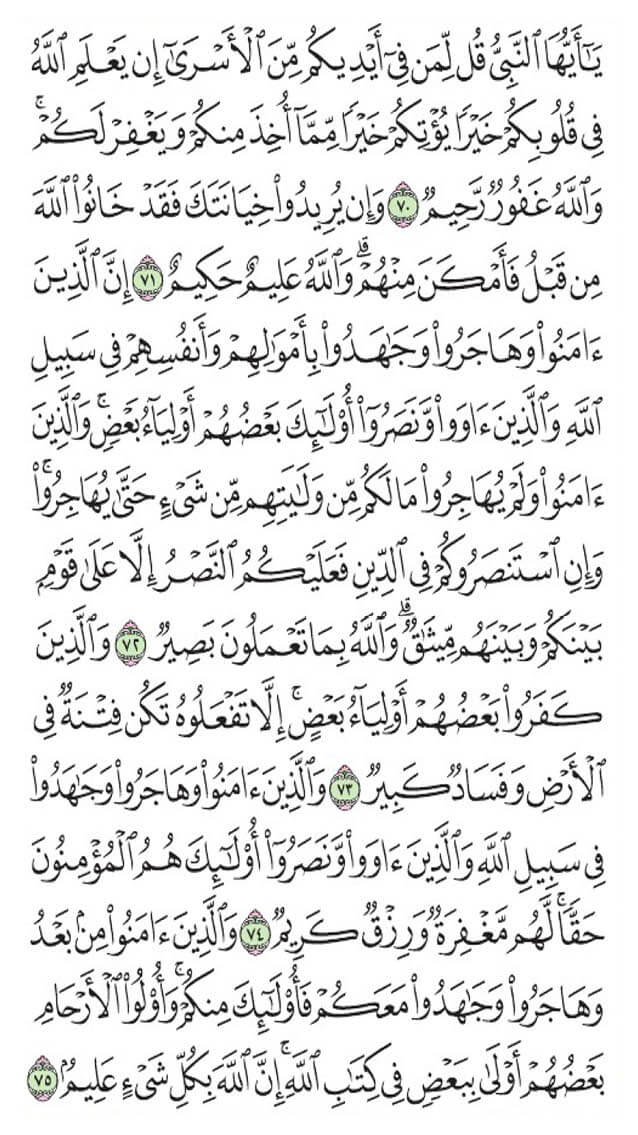 يَـٰٓأَيُّهَا ٱلنَّبِىُّ قُل لِّمَن فِىٓ أَيْدِيكُم مِّنَ ٱلْأَسْرَىٰٓ إِن يَعْلَمِ ٱللَّهُ
فِى قُلُوبِكُمْ خَيْرًا يُؤْتِكُمْ خَيْرًا مِّمَّآ أُخِذَ مِنكُمْ وَيَغْفِرْ لَكُمْ ۚ
وَٱللَّهُ غَفُورٌ رَّحِيمٌ ٧٠ وَإِن يُرِيدُوا۟ خِيَانَتَكَ فَقَدْ خَانُوا۟ ٱللَّهَ
مِن قَبْلُ فَأَمْكَنَ مِنْهُمْ ۗ وَٱللَّهُ عَلِيمٌ حَكِيمٌ ٧١ إِنَّ ٱلَّذِينَ
ءَامَنُوا۟ وَهَاجَرُوا۟ وَجَـٰهَدُوا۟ بِأَمْوَٰلِهِمْ وَأَنفُسِهِمْ فِى سَبِيلِ
ٱللَّهِ وَٱلَّذِينَ ءَاوَوا۟ وَّنَصَرُوٓا۟ أُو۟لَـٰٓئِكَ بَعْضُهُمْ أَوْلِيَآءُ بَعْضٍ ۚ وَٱلَّذِينَ
ءَامَنُوا۟ وَلَمْ يُهَاجِرُوا۟ مَا لَكُم مِّن وَلَـٰيَتِهِم مِّن شَىْءٍ حَتَّىٰ يُهَاجِرُوا۟ ۚ
وَإِنِ ٱسْتَنصَرُوكُمْ فِى ٱلدِّينِ فَعَلَيْكُمُ ٱلنَّصْرُ إِلَّا عَلَىٰ قَوْمٍۭ
بَيْنَكُمْ وَبَيْنَهُم مِّيثَـٰقٌ ۗ وَٱللَّهُ بِمَا تَعْمَلُونَ بَصِيرٌ ٧٢ وَٱلَّذِينَ
كَفَرُوا۟ بَعْضُهُمْ أَوْلِيَآءُ بَعْضٍ ۚ إِلَّا تَفْعَلُوهُ تَكُن فِتْنَةٌ فِى
ٱلْأَرْضِ وَفَسَادٌ كَبِيرٌ ٧٣ وَٱلَّذِينَ ءَامَنُوا۟ وَهَاجَرُوا۟ وَجَـٰهَدُوا۟
فِى سَبِيلِ ٱللَّهِ وَٱلَّذِينَ ءَاوَوا۟ وَّنَصَرُوٓا۟ أُو۟لَـٰٓئِكَ هُمُ ٱلْمُؤْمِنُونَ
حَقًّا ۚ لَّهُم مَّغْفِرَةٌ وَرِزْقٌ كَرِيمٌ ٧٤ وَٱلَّذِينَ ءَامَنُوا۟ مِنۢ بَعْدُ
وَهَاجَرُوا۟ وَجَـٰهَدُوا۟ مَعَكُمْ فَأُو۟لَـٰٓئِكَ مِنكُمْ ۚ وَأُو۟لُوا۟ ٱلْأَرْحَامِ
بَعْضُهُمْ أَوْلَىٰ بِبَعْضٍ فِى كِتَـٰبِ ٱللَّهِ ۗ إِنَّ ٱللَّهَ بِكُلِّ شَىْءٍ عَلِيمٌۢ ٧٥